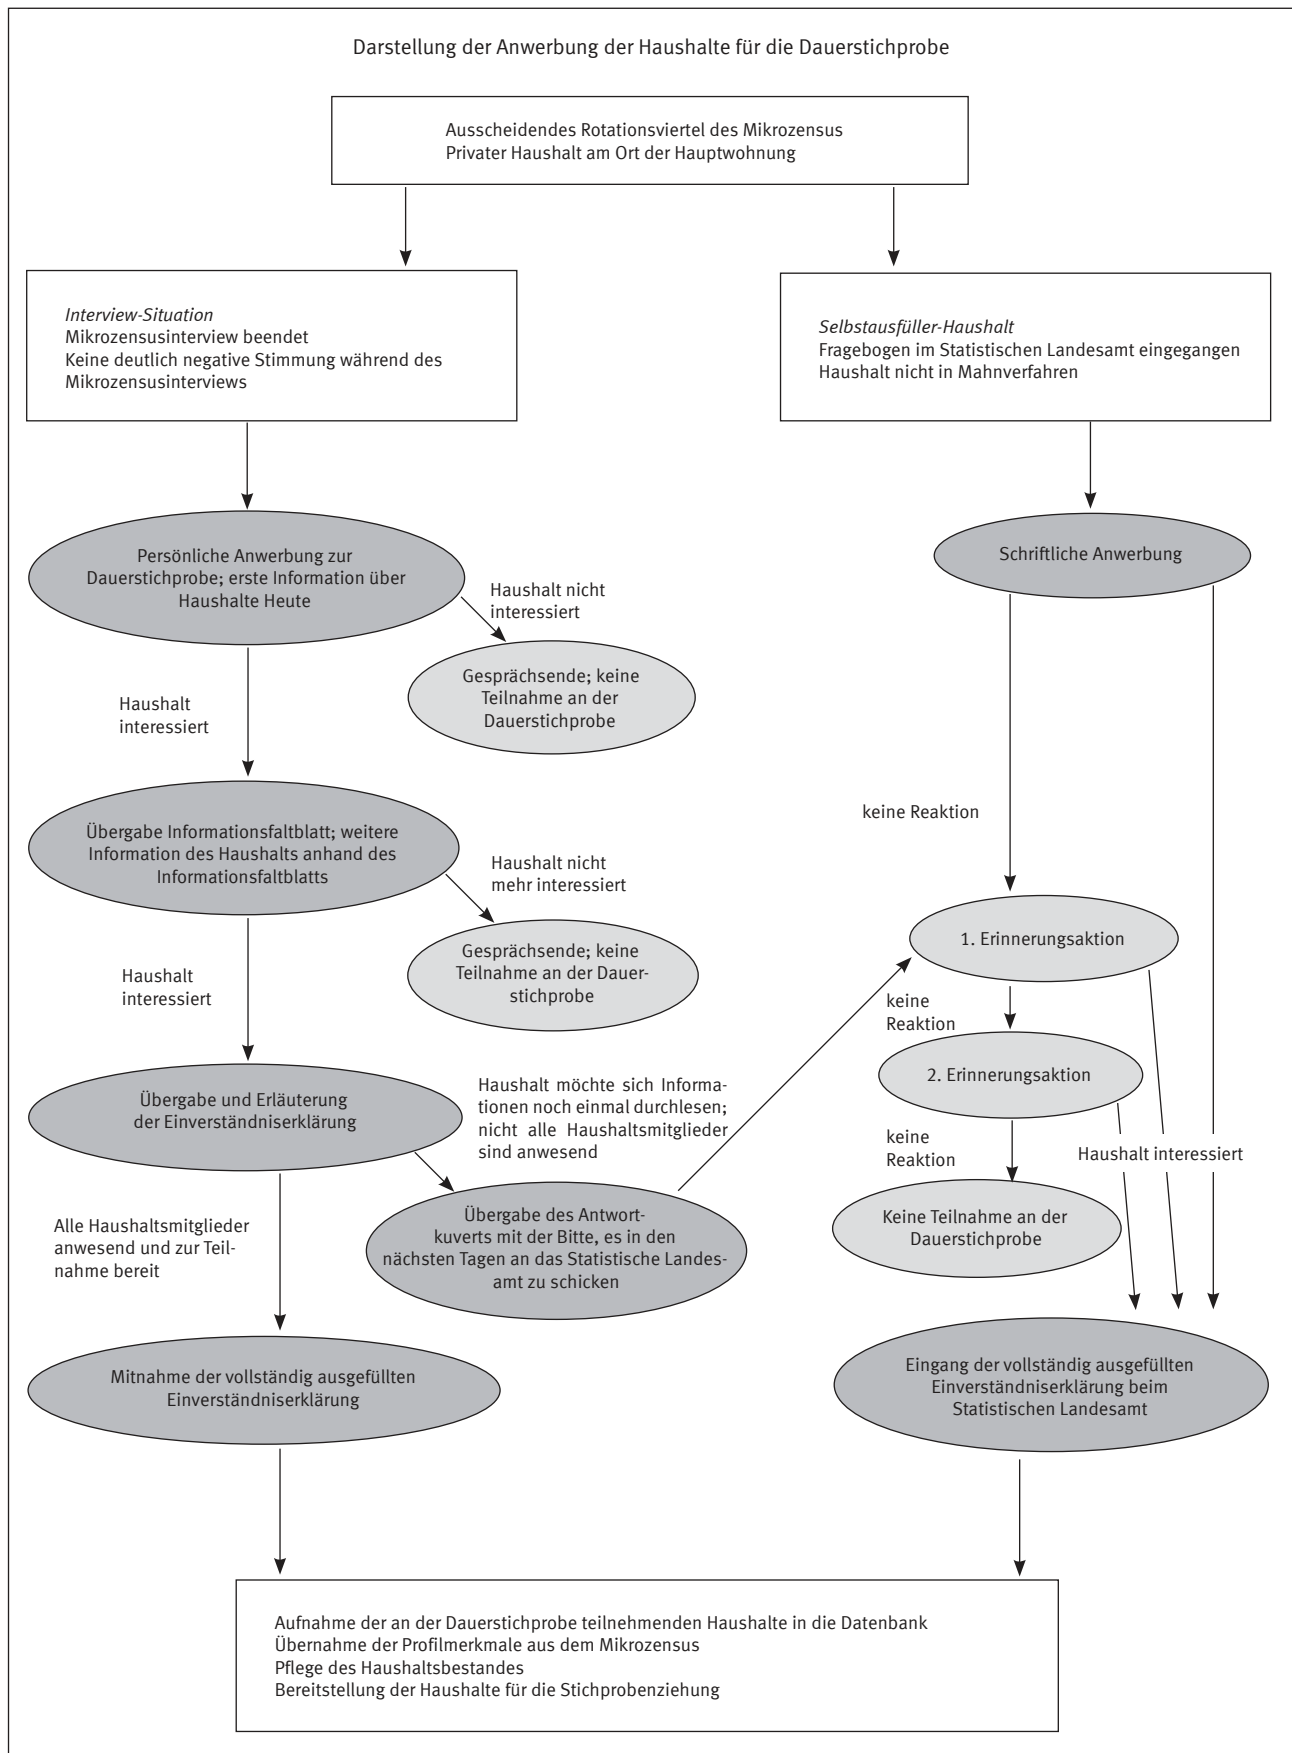 Darstellung der Anwerbung der Haushalte für die Dauerstichprobe
Ausscheidendes Rotationsviertel des Mikrozensus
Privater Haushalt am Ort der Hauptwohnung
Interview-Situation
Mikrozensusinterview beendet
Keine deutlich negative Stimmung während des
Mikrozensusinterviews
Selbstausfüller-Haushalt
Fragebogen im Statistischen Landesamt eingegangen
Haushalt nicht in Mahnverfahren
Persönliche Anwerbung zur
Dauerstichprobe; erste Information über
Haushalte Heute
Schriftliche Anwerbung
Haushalt nicht
interessiert
Gesprächsende; keine
Teilnahme an der
Dauerstichprobe
Haushalt
interessiert
keine Reaktion
Übergabe Informationsfaltblatt; weitere
Information des Haushalts anhand des
Informationsfaltblatts
Haushalt nicht
mehr interessiert
Gesprächsende; keine
Teilnahme an der Dauer-
stichprobe
1. Erinnerungsaktion
Haushalt
interessiert
keine
Reaktion
2. Erinnerungsaktion
Übergabe und Erläuterung
der Einverständniserklärung
Haushalt möchte sich Informa-
tionen noch einmal durchlesen;
nicht alle Haushaltsmitglieder
sind anwesend
keine
Reaktion
Haushalt interessiert
Alle Haushaltsmitglieder
anwesend und zur Teil-
nahme bereit
Übergabe des Antwort-
kuverts mit der Bitte, es in den
nächsten Tagen an das Statistische Landes-
amt zu schicken
Keine Teilnahme an der
Dauerstichprobe
Mitnahme der vollständig ausgefüllten
Einverständniserklärung
Eingang der vollständig ausgefüllten
Einverständniserklärung beim
Statistischen Landesamt
Aufnahme der an der Dauerstichprobe teilnehmenden Haushalte in die Datenbank
Übernahme der Profilmerkmale aus dem Mikrozensus
Pflege des Haushaltsbestandes
Bereitstellung der Haushalte für die Stichprobenziehung